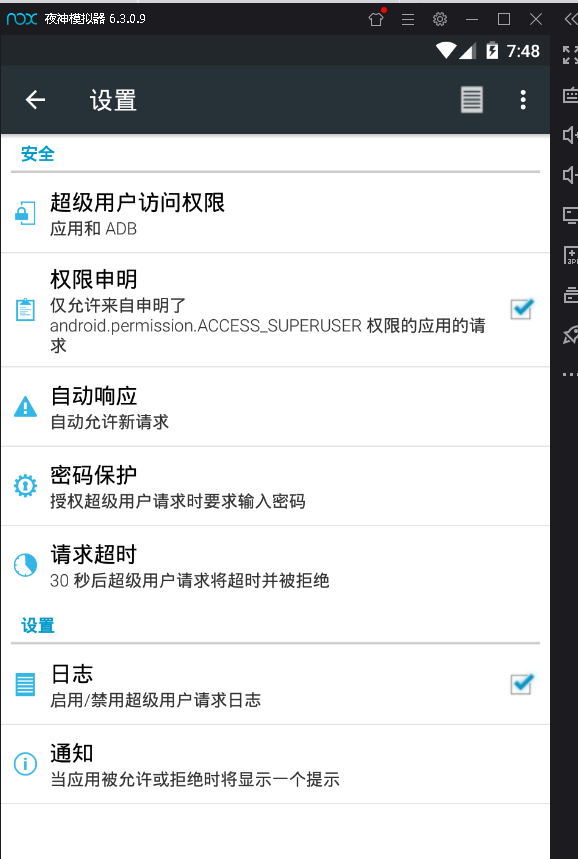 nox 夜神模拟器 6.3.0.9
7:48
设置
安全
超级用户访问权限
应用和 ADB
权限申明
仅允许来自申明了
android.permission.ACCESS_SUPERUSER 权限的应用的请
求
自动响应
自动允许新请求
密码保护
授权超级用户请求时要求输入密码
请求超时
30 秒后超级用户请求将超时并被拒绝
设置
日志
启用/禁用超级用户请求日志
通知
当应用被允许或拒绝时将显示一个提示